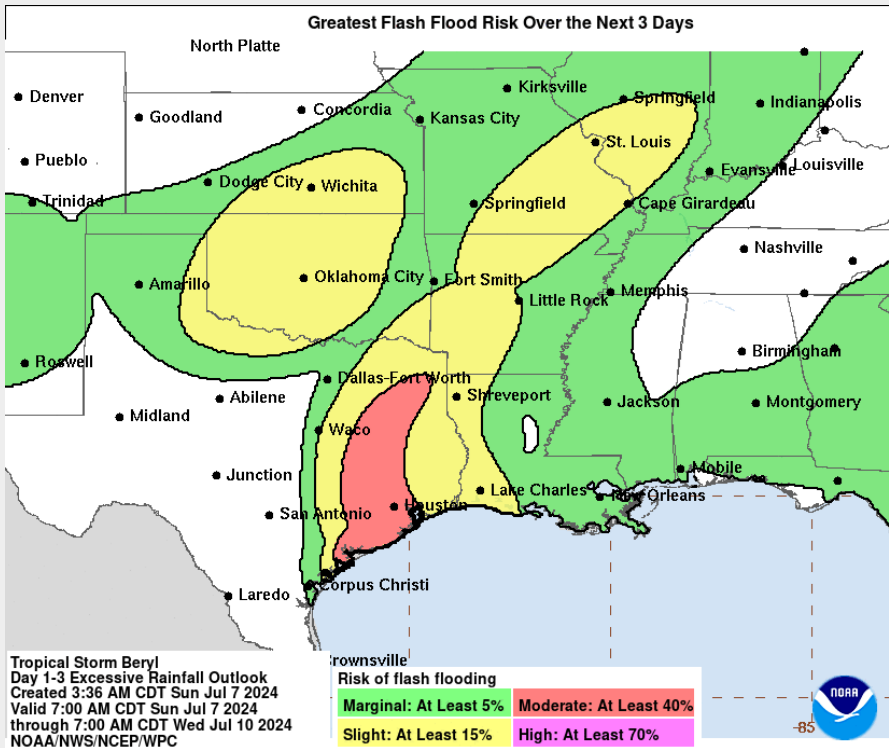 Greatest Flash Flood Risk Over the Next 3 Days
North Platte
Denver
Goodland
Concordia
Kirksville
Springfield
Indianapolis
Kansas City
St. Louis
Pueblo
Evansville
Louisville
Dodge City
Wichita
Trinidad
Springfield
Cape Girardeau
Nashville
Amarillo
Oklahoma City
Fort Smith
Memphis
Little Rock
Birmingham
Roswell
Dallas-Fort Worth
Abilene
Shreveport
Jackson
Montgomery
Midland
Waco
Junction
Mobile
Lake Charles
New Orleans
San Antonio
Houston
Corpus Christi
Laredo
Brownsville
Tropical Storm Beryl
Day 1-3 Excessive Rainfall Outlook
Created 3:36 AM CDT Sun Jul 7 2024
Valid 7:00 AM CDT Sun Jul 7 2024
through 7:00 AM CDT Wed Jul 10 2024
NOAA/NWS/NCEP/WPC
Risk of flash flooding
Marginal: At Least 5%
Moderate: At Least 40%
Slight: At Least 15%
High: At Least 70%
-85
NOAA